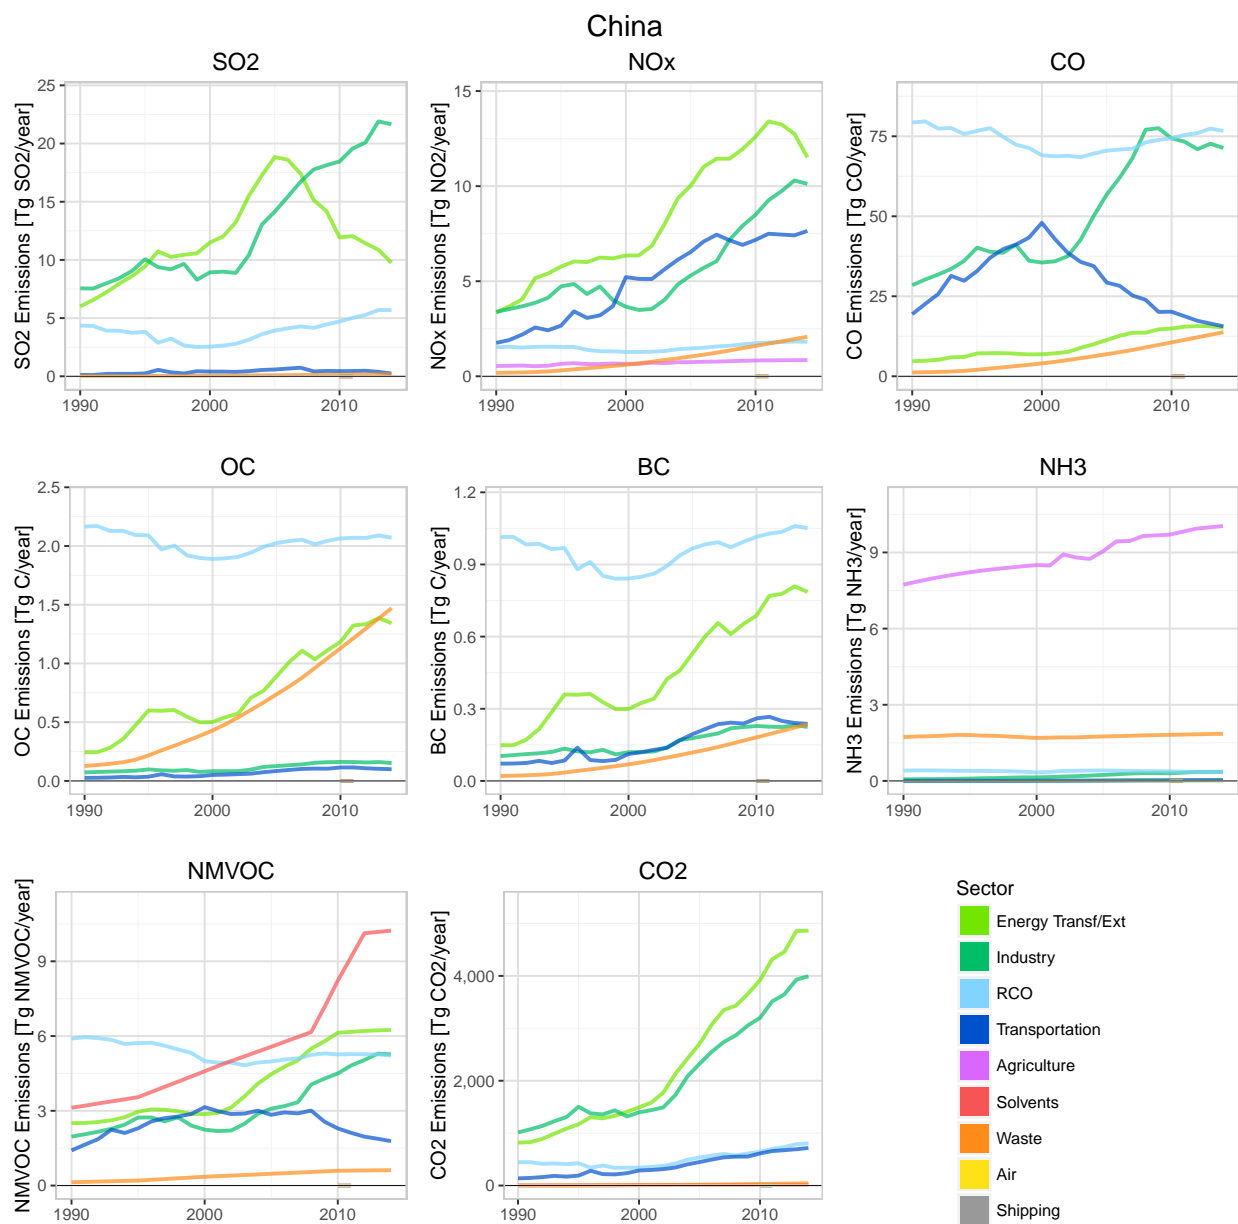 China
SO2
NOx
CO
SO2 Emissions [Tg SO2/year]
25
20
15
10
5
0
1990
2000
2010
NOx Emissions [Tg NO2/year]
15
10
5
0
1990
2000
2010
CO Emissions [Tg CO/year]
75
50
25
0
1990
2000
2010
OC
BC
NH3
OC Emissions [Tg C/year]
2.5
2.0
1.5
1.0
0.5
0.0
1990
2000
2010
BC Emissions [Tg C/year]
1.2
0.9
0.6
0.3
0.0
1990
2000
2010
NH3 Emissions [Tg NH3/year]
9
6
3
0
1990
2000
2010
NMVOC
CO2
NMVOC Emissions [Tg NMVOC/year]
9
6
3
0
1990
2000
2010
CO2 Emissions [Tg CO2/year]
4,000
2,000
0
1990
2000
2010
Sector
Energy Transf/Ext
Industry
RCO
Transportation
Agriculture
Solvents
Waste
Air
Shipping